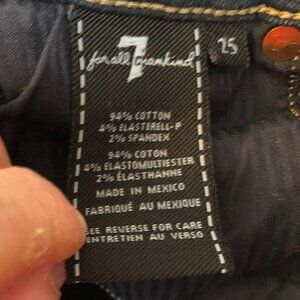 for all 7 mankind
25
94% COTTON
4% ELASTERELL-P
2% SPANDEX
94% COTON
4% ELASTOMULTIESTER
2% ELASTHANNE
MADE IN MEXICO
FABRIQUÉ AU MEXIQUE
SEE REVERSE FOR CARE
ENTRETIEN AU VERSO